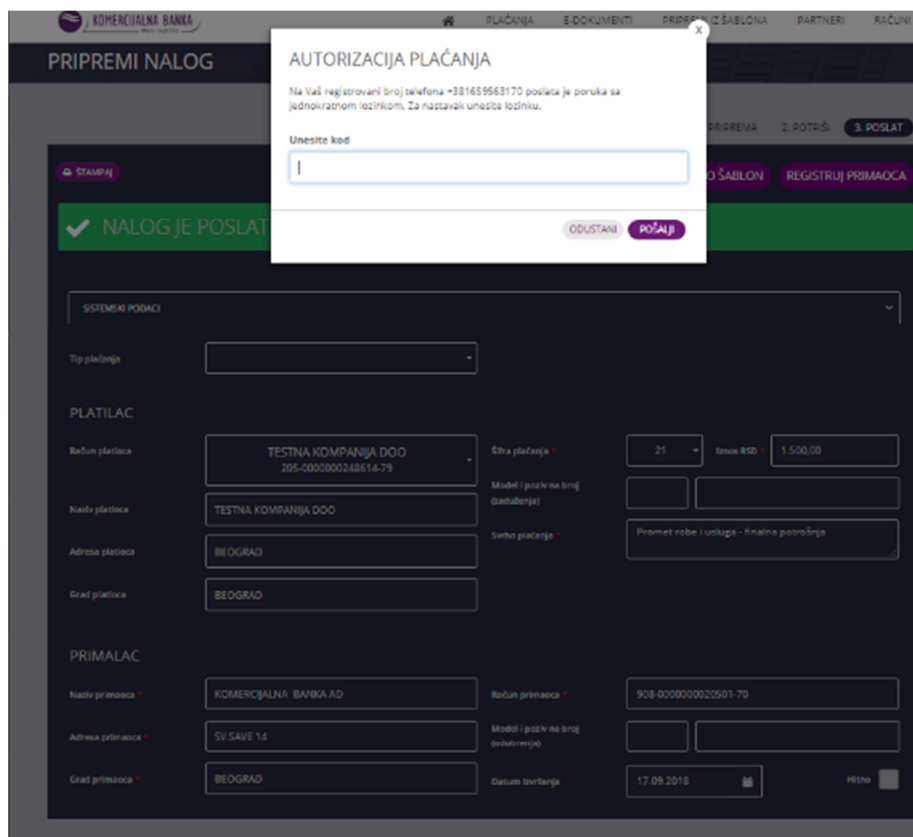 KOMERCIJALNA BANKA
PLAĆANJA E-DOKUMENTI PRIPREMI IZ ŠABLONA PARTNERI RAČUNI
PRIPREMI NALOG
X
AUTORIZACIJA PLAĆANJA
Na Vaš registrovani broj telefona +381659563170 poslata je poruka sa
jednokratnom lozinkom. Za nastavak unesite lozinku.
PRIPREMA 2. POTPIŠI 3. POSLAT
Unesite kod
ŠTAMPAJ
O ŠABLON REGISTRUJ PRIMAOCA
NALOG JE POSLAT
ODUSTANI POŠALJI
SISTEMSKI PODACI
Tip plaćanja
PLATILAC
Račun platioca TESTNA KOMPANIJA DOO Šifra plaćanja * 21 Iznos RSD * 1.500,00
205-0000000248614-79
Model i poziv na broj
(zaduženja)
Naziv platioca TESTNA KOMPANIJA DOO
Svrha plaćanja * Promet robe i usluga - finalna potrošnja
Adresa platioca BEOGRAD
Grad platioca BEOGRAD
PRIMALAC
Naziv primaoca * KOMERCIJALNA BANKA AD Račun primaoca * 908-0000000020501-70
Adresa primaoca * SV.SAVE 14 Model i poziv na broj
(odobrenja)
Grad primaoca * BEOGRAD Datum izvršenja 17.09.2018 Hitno